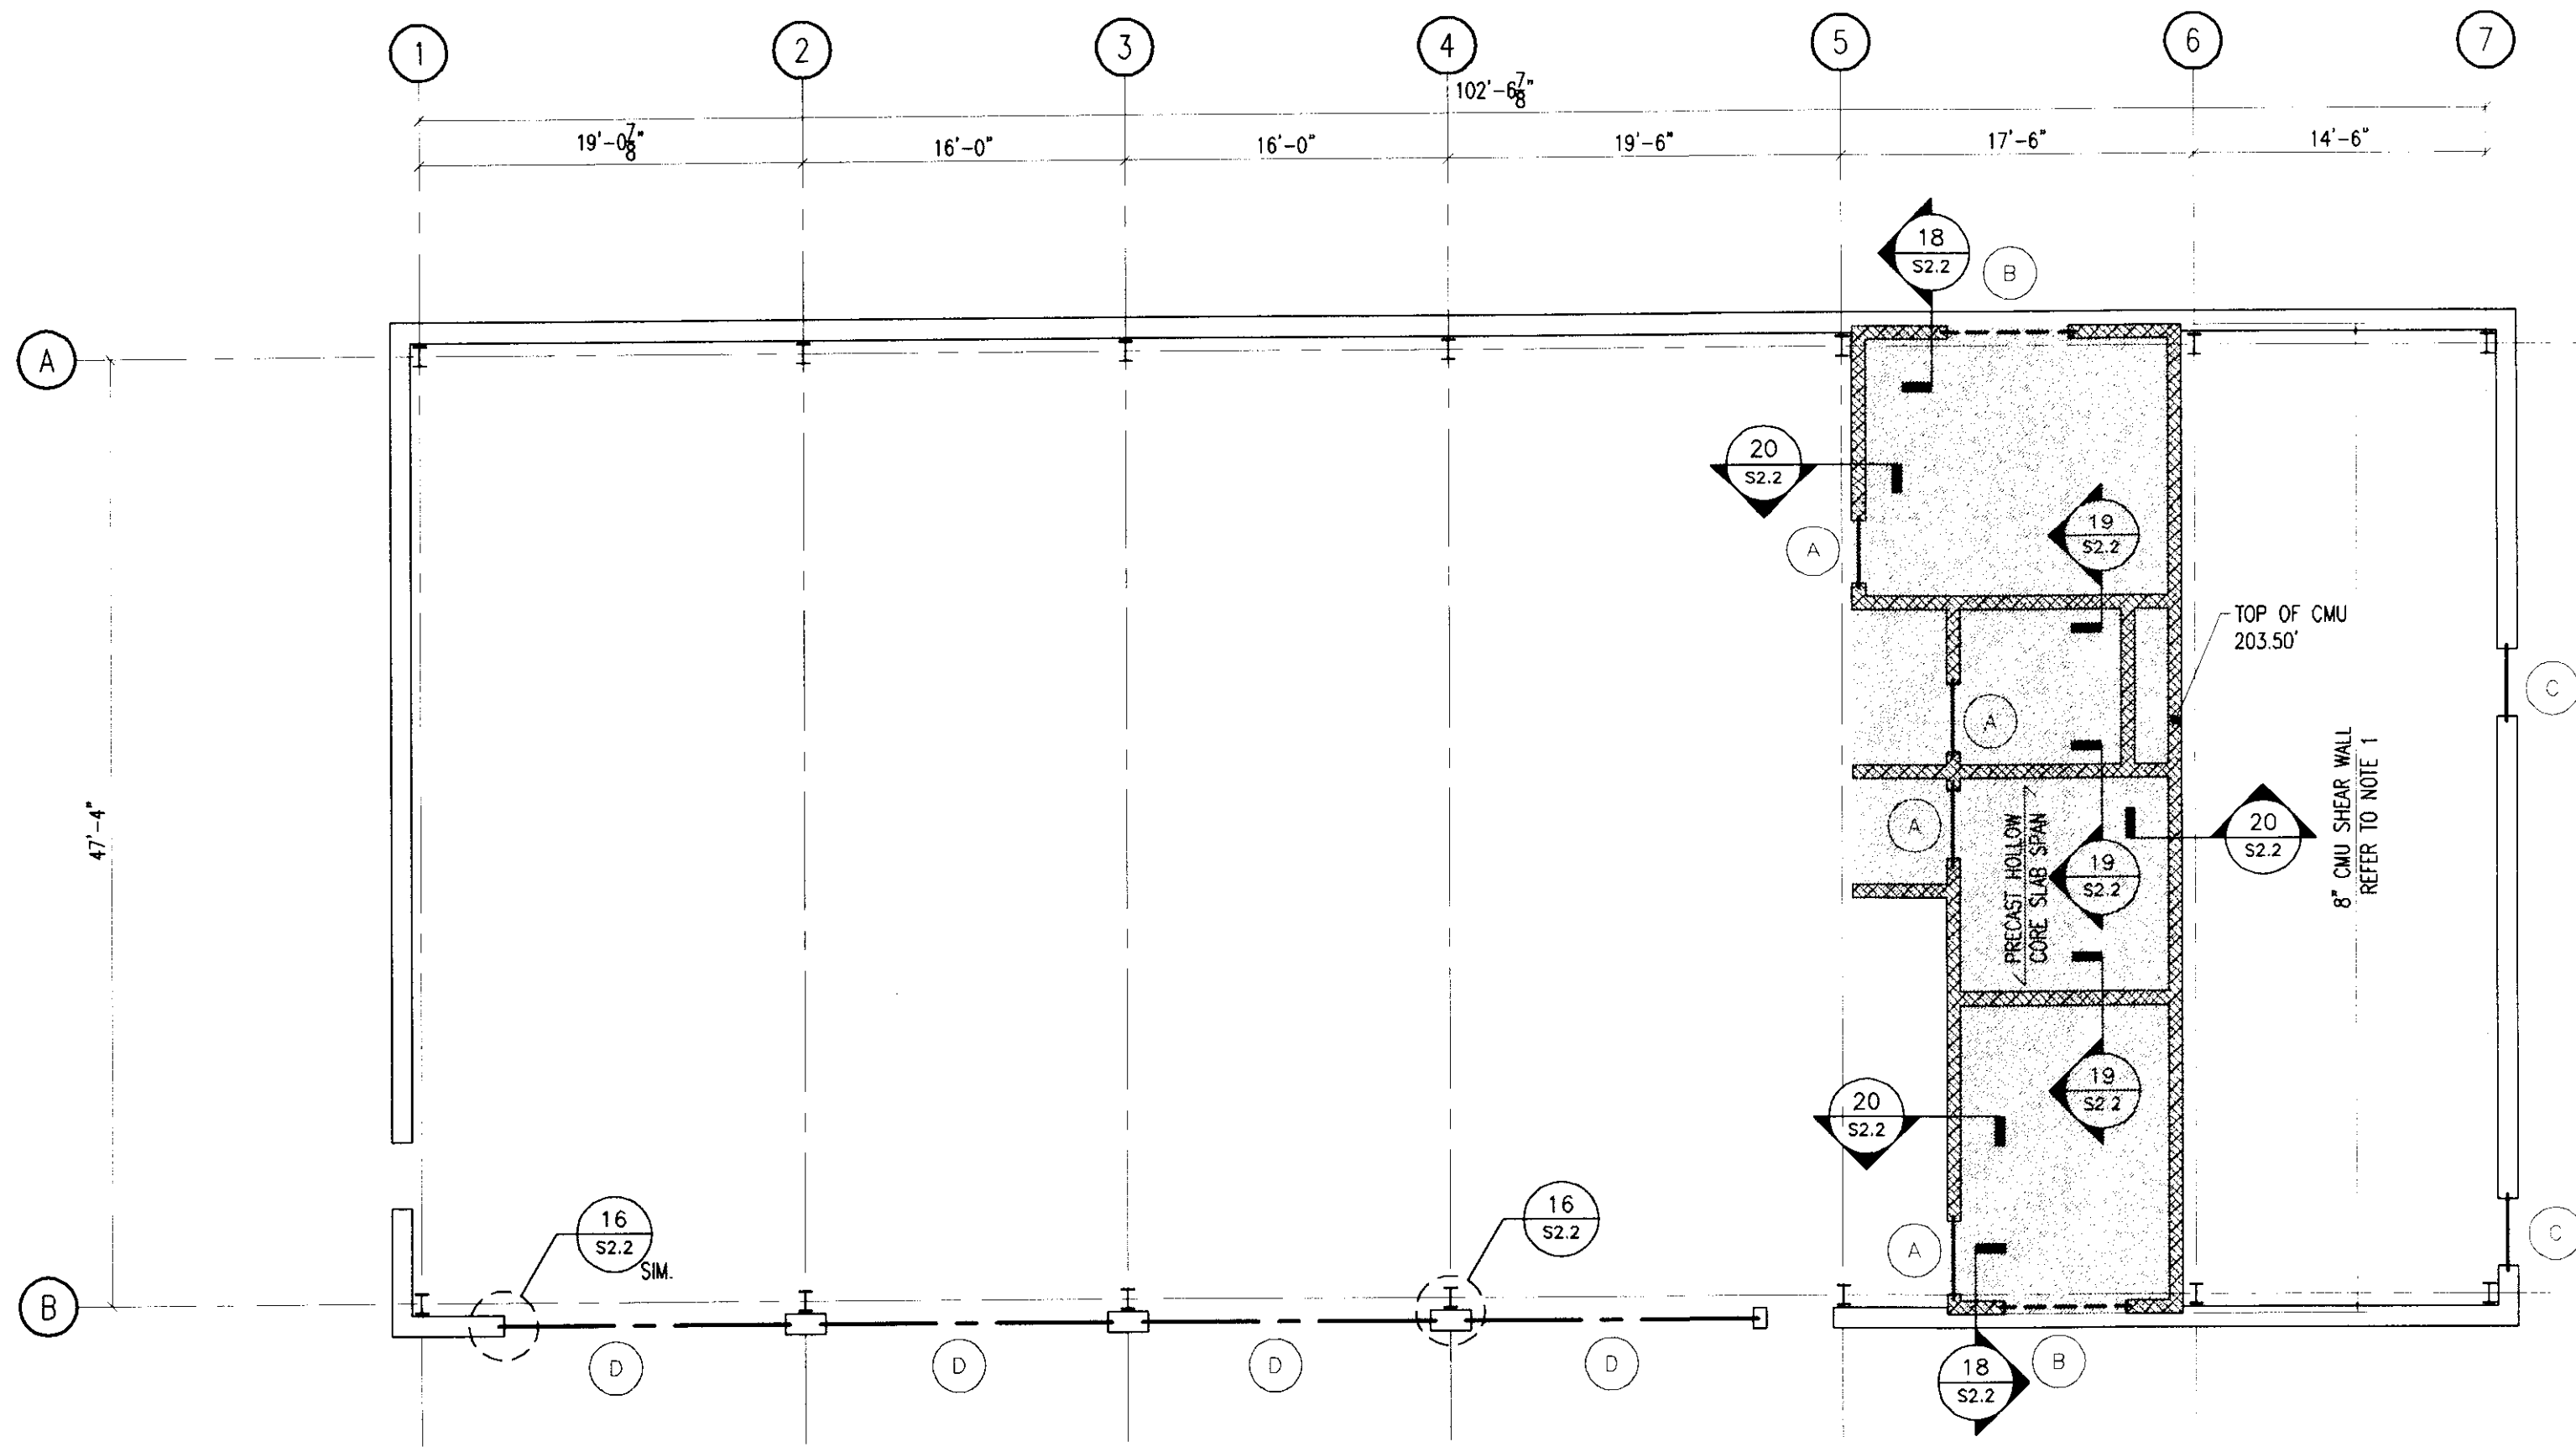 1 2 3 4 5 6 7
102'-6 7/8"
19'-0 7/8" 16'-0" 16'-0" 19'-6" 17'-6" 14'-6"
18
S2.2
B
A
20
S2.2
19
S2.2
A
TOP OF CMU
203.50'
C
A
8" CMU SHEAR WALL
REFER TO NOTE 1
47'-4"
A
PRECAST HOLLOW
CORE SLAB SPAN
20
S2.2
19
S2.2
19
S2.2
20
S2.2
16
S2.2
SIM.
16
S2.2
A
C
B
D D D D
B
18
S2.2